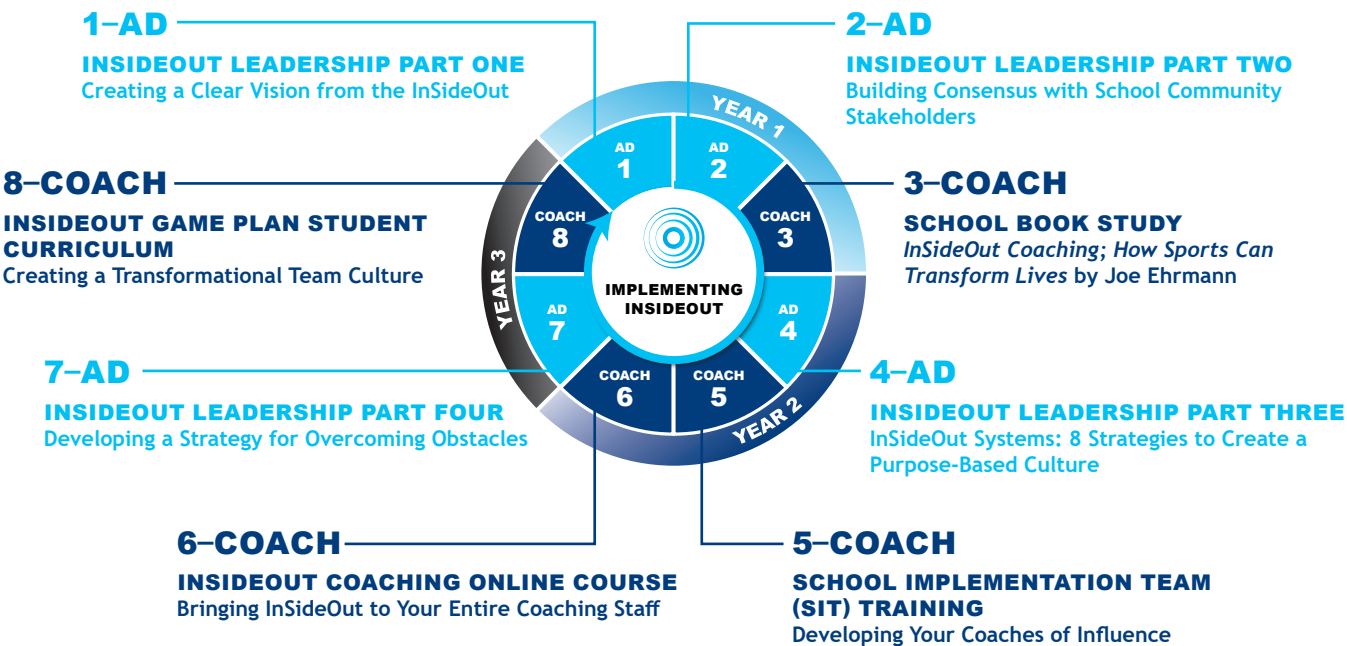 1–AD
INSIDEOUT LEADERSHIP PART ONE
Creating a Clear Vision from the InSideOut
2–AD
INSIDEOUT LEADERSHIP PART TWO
Building Consensus with School Community
Stakeholders
8–COACH
INSIDEOUT GAME PLAN STUDENT
CURRICULUM
Creating a Transformational Team Culture
3–COACH
SCHOOL BOOK STUDY
InSideOut Coaching; How Sports Can
Transform Lives by Joe Ehrmann
YEAR 1
AD
1
AD
2
COACH
3
AD
4
COACH
5
COACH
6
AD
7
COACH
8
YEAR 2
YEAR 3
IMPLEMENTING
INSIDEOUT
7–AD
INSIDEOUT LEADERSHIP PART FOUR
Developing a Strategy for Overcoming Obstacles
4–AD
INSIDEOUT LEADERSHIP PART THREE
InSideOut Systems: 8 Strategies to Create a
Purpose-Based Culture
6–COACH
INSIDEOUT COACHING ONLINE COURSE
Bringing InSideOut to Your Entire Coaching Staff
5–COACH
SCHOOL IMPLEMENTATION TEAM
(SIT) TRAINING
Developing Your Coaches of Influence